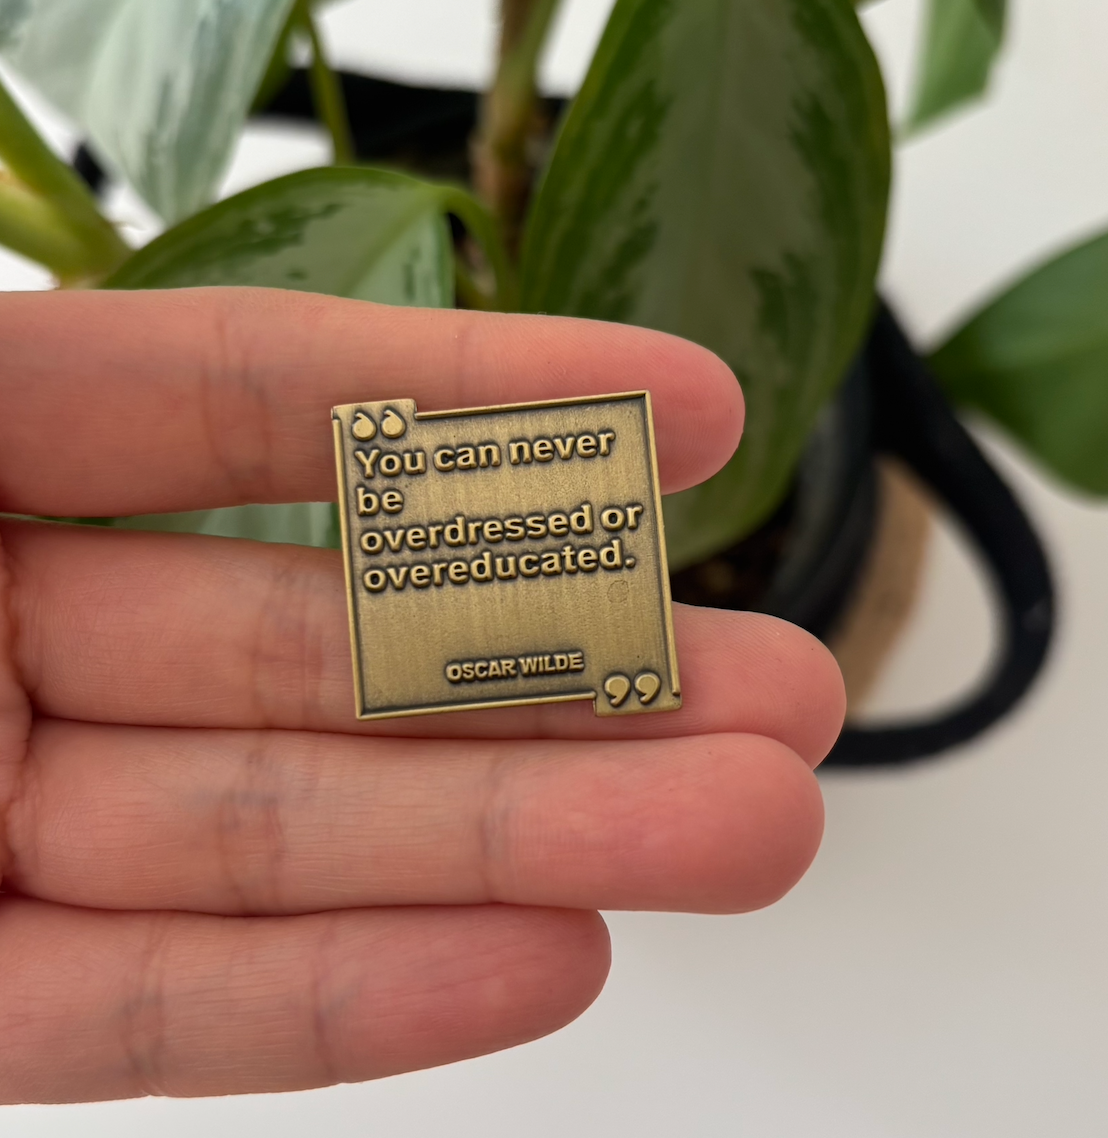 “
You can never
be
overdressed or
overeducated.
OSCAR WILDE
”